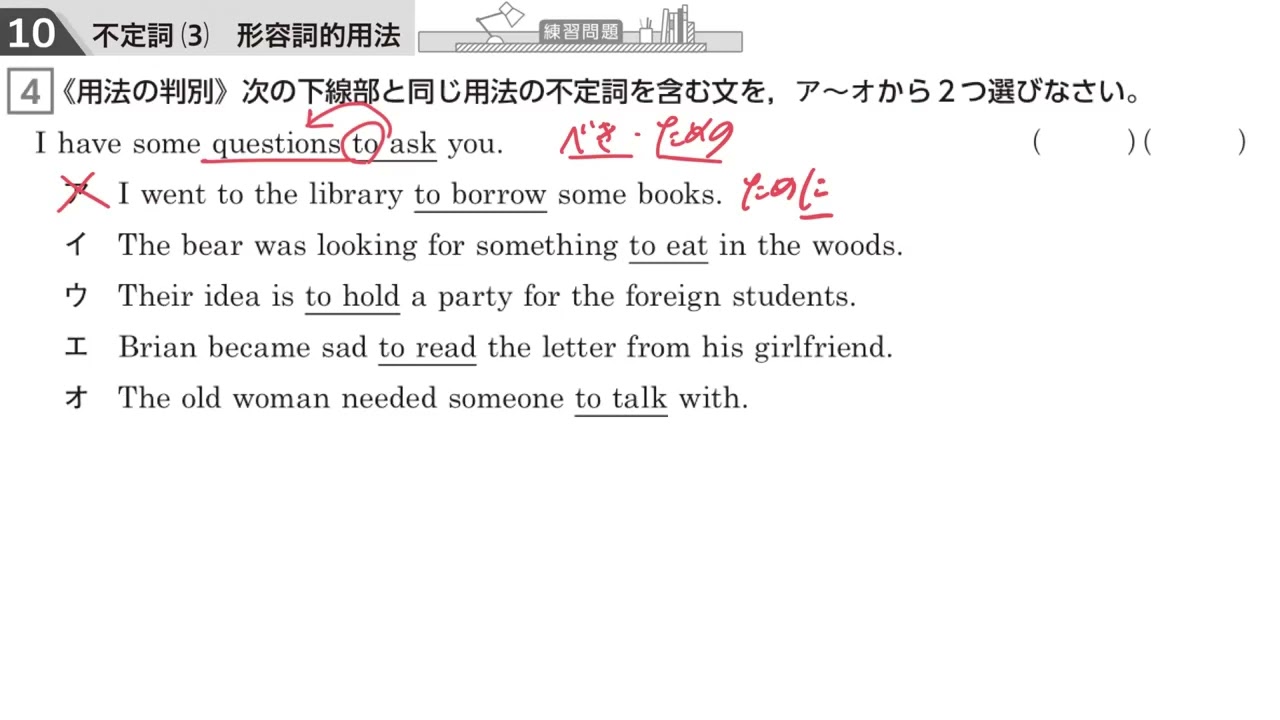 10 不定詞(3) 形容詞的用法 練習問題
4 《用法の判別》次の下線部と同じ用法の不定詞を含む文を，ア～オから２つ選びなさい。
I have some questions to ask you. べき・ための ( )( )
ア I went to the library to borrow some books. ために
イ The bear was looking for something to eat in the woods.
ウ Their idea is to hold a party for the foreign students.
エ Brian became sad to read the letter from his girlfriend.
オ The old woman needed someone to talk with.